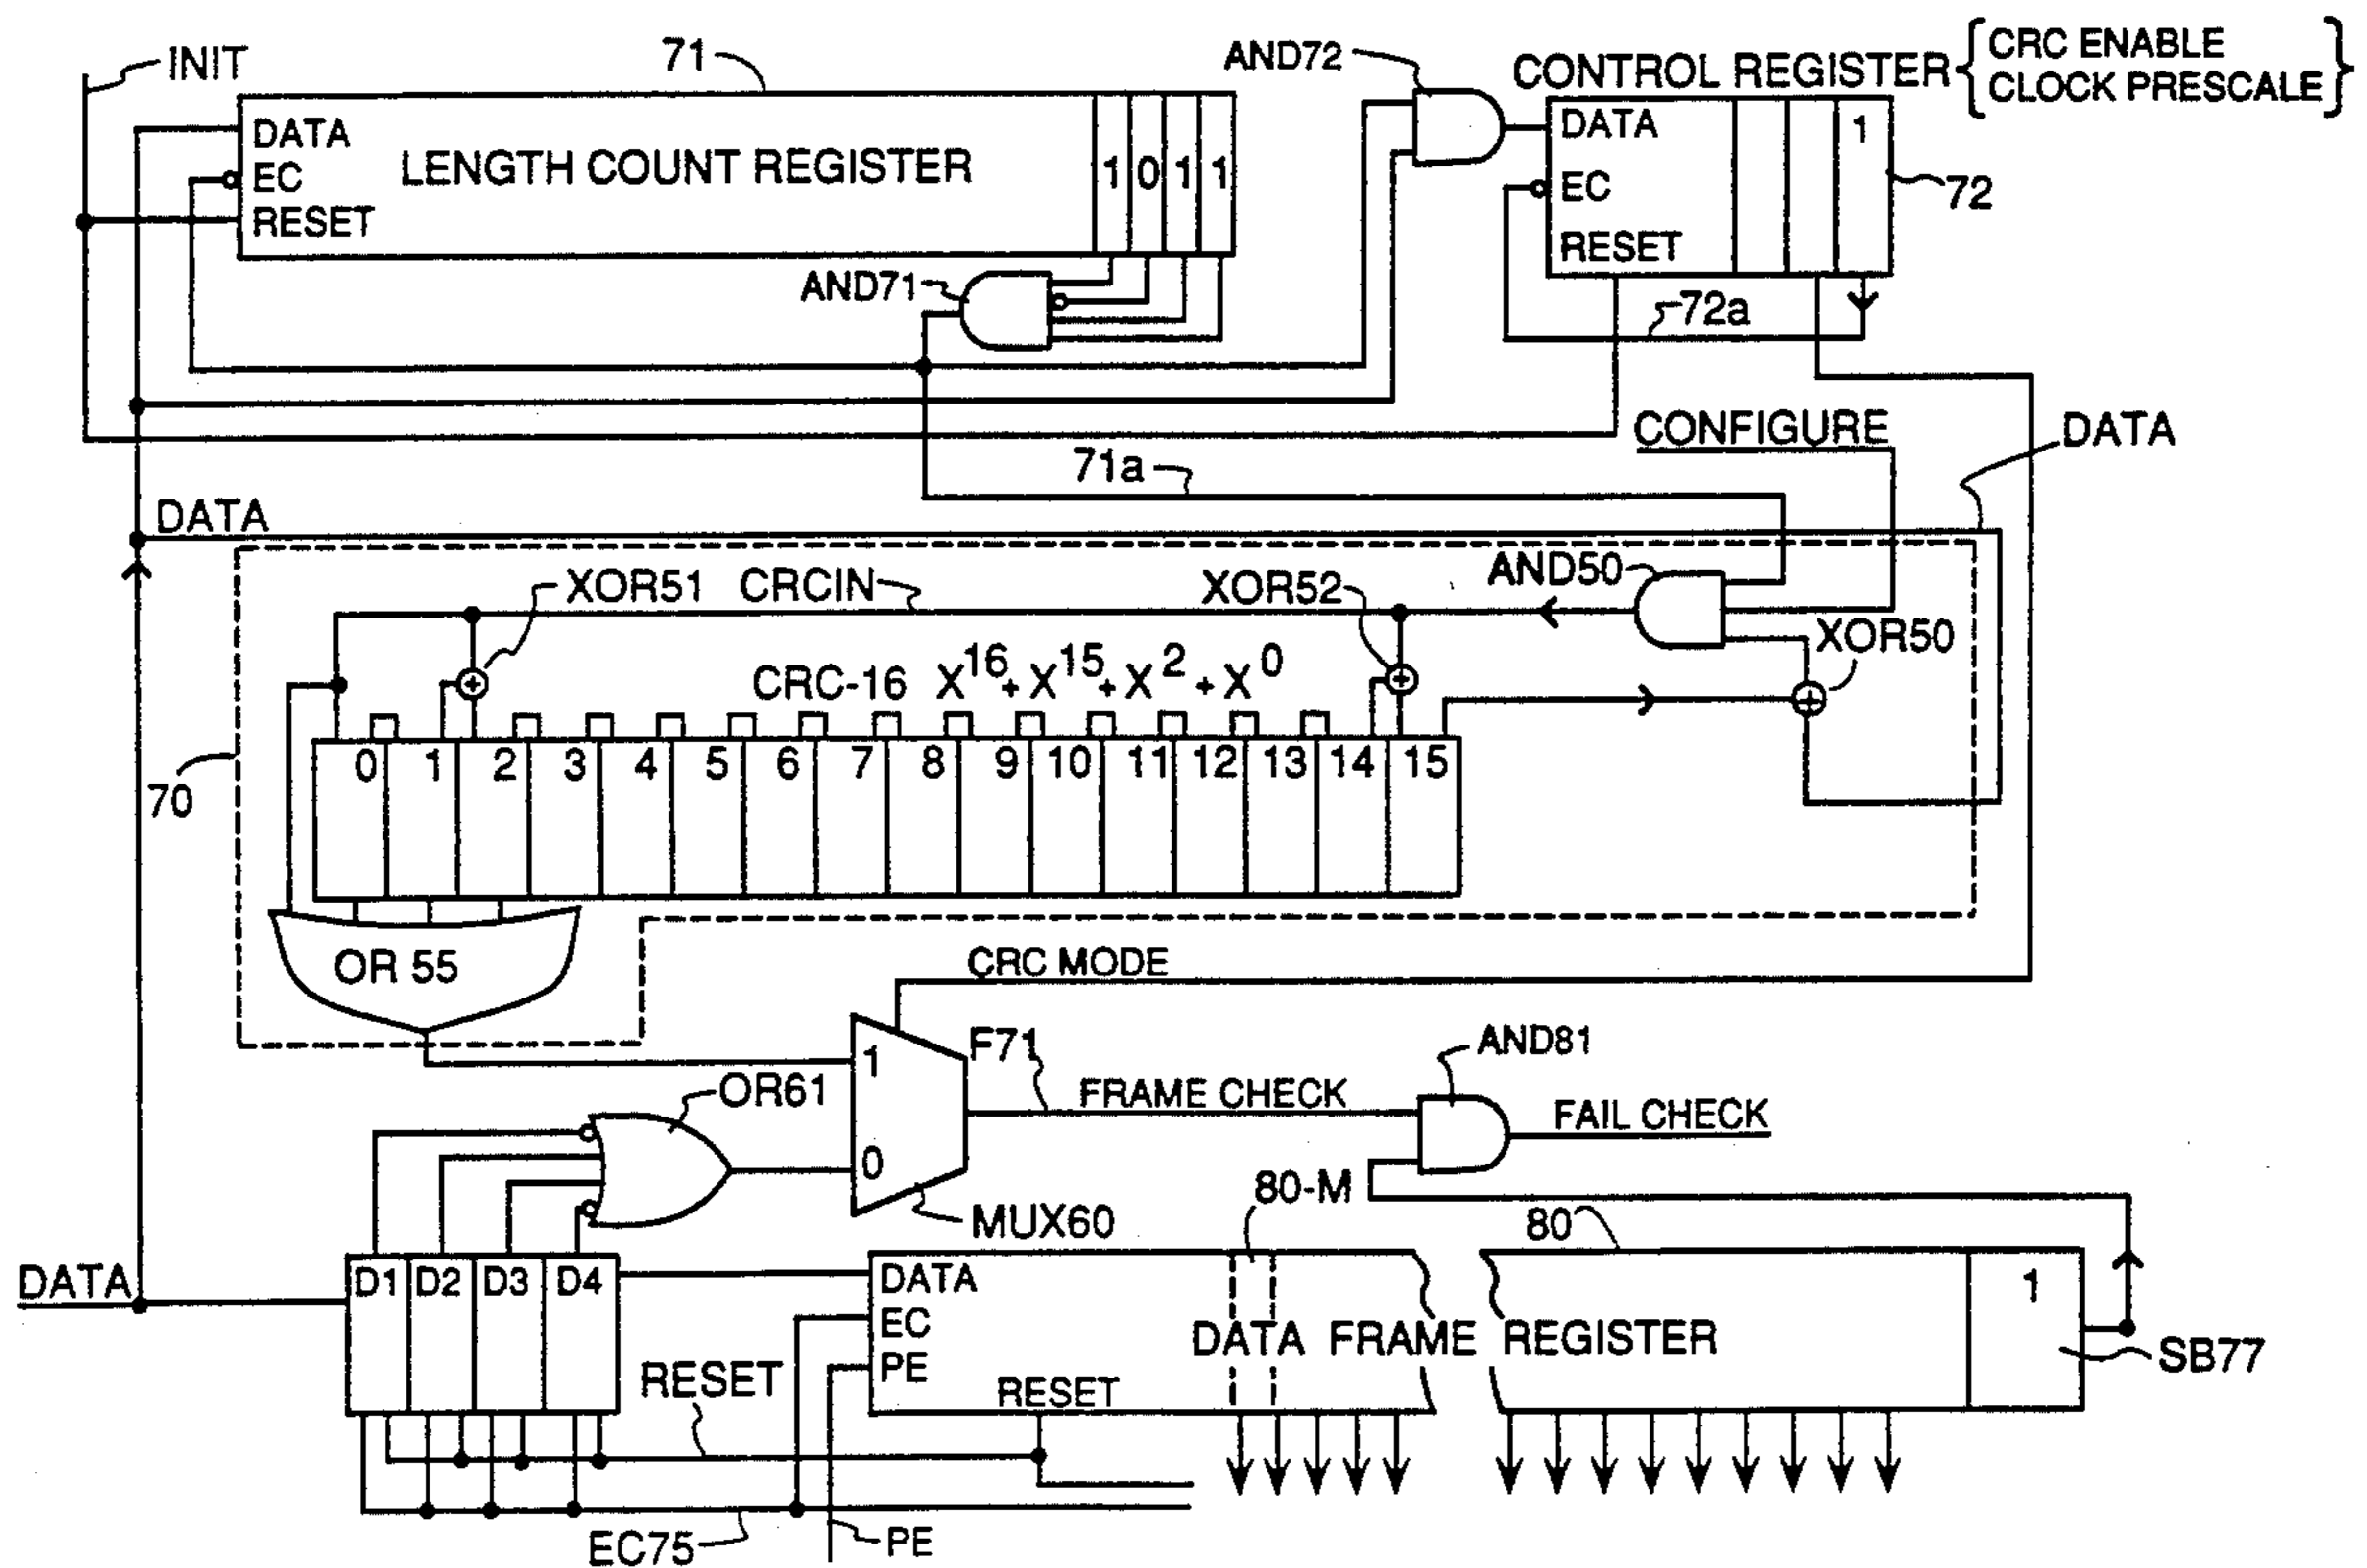 INIT
71
AND72
CONTROL REGISTER { CRC ENABLE
CLOCK PRESCALE }
DATA
EC
RESET
LENGTH COUNT REGISTER
1 0 1 1
DATA
EC
RESET
1
72
AND71
72a
CONFIGURE
DATA
71a
DATA
XOR51
CRCIN
XOR52
AND50
XOR50
CRC-16 X16 + X15 + X2 + X0
0 1 2 3 4 5 6 7 8 9 10 11 12 13 14 15
70
OR 55
CRC MODE
1
0
F71
FRAME CHECK
AND81
FAIL CHECK
OR61
MUX60
80-M
80
DATA
D1 D2 D3 D4
DATA
EC
PE
RESET
DATA FRAME REGISTER
1
SB77
RESET
EC75
PE